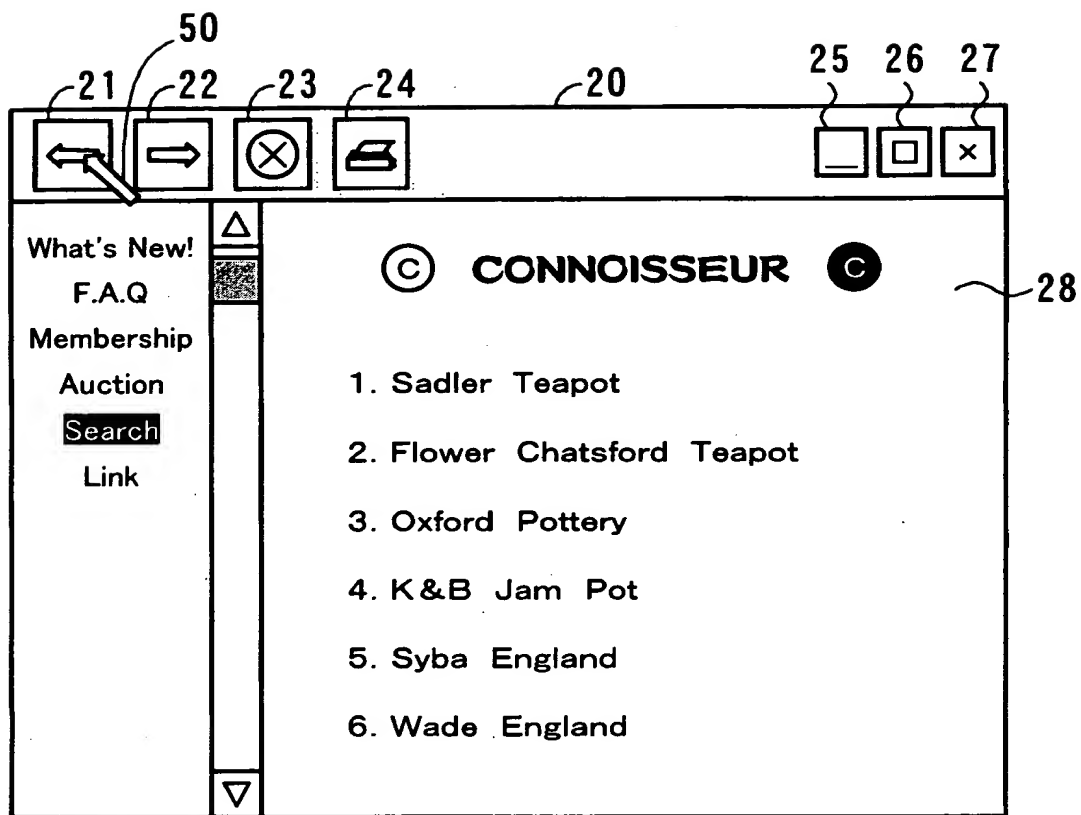 50
21 22 23 24 20 25 26 27
What's New!
F.A.Q
Membership
Auction
Search
Link
© CONNOISSEUR ©
28
1. Sadler Teapot
2. Flower Chatsford Teapot
3. Oxford Pottery
4. K&B Jam Pot
5. Syba England
6. Wade England